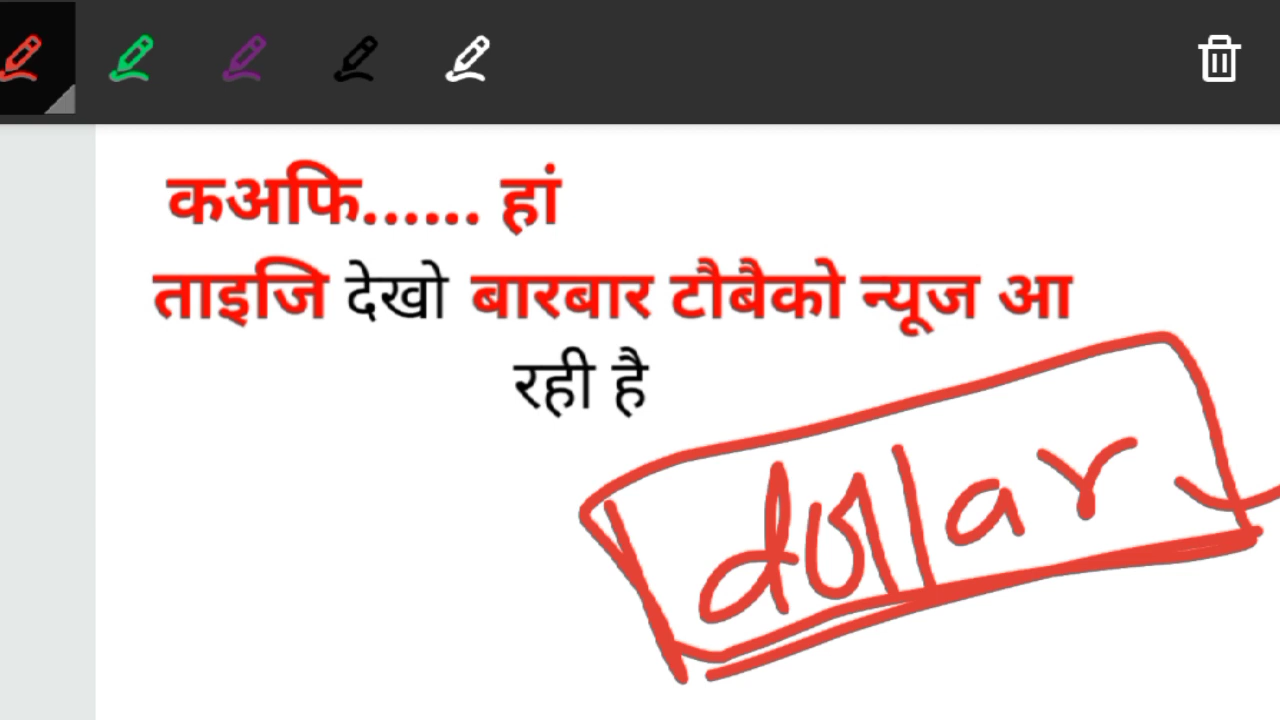 कअफि...... हां
ताइजि देखो बारबार टौबैको न्यूज आ
रही है
dollar